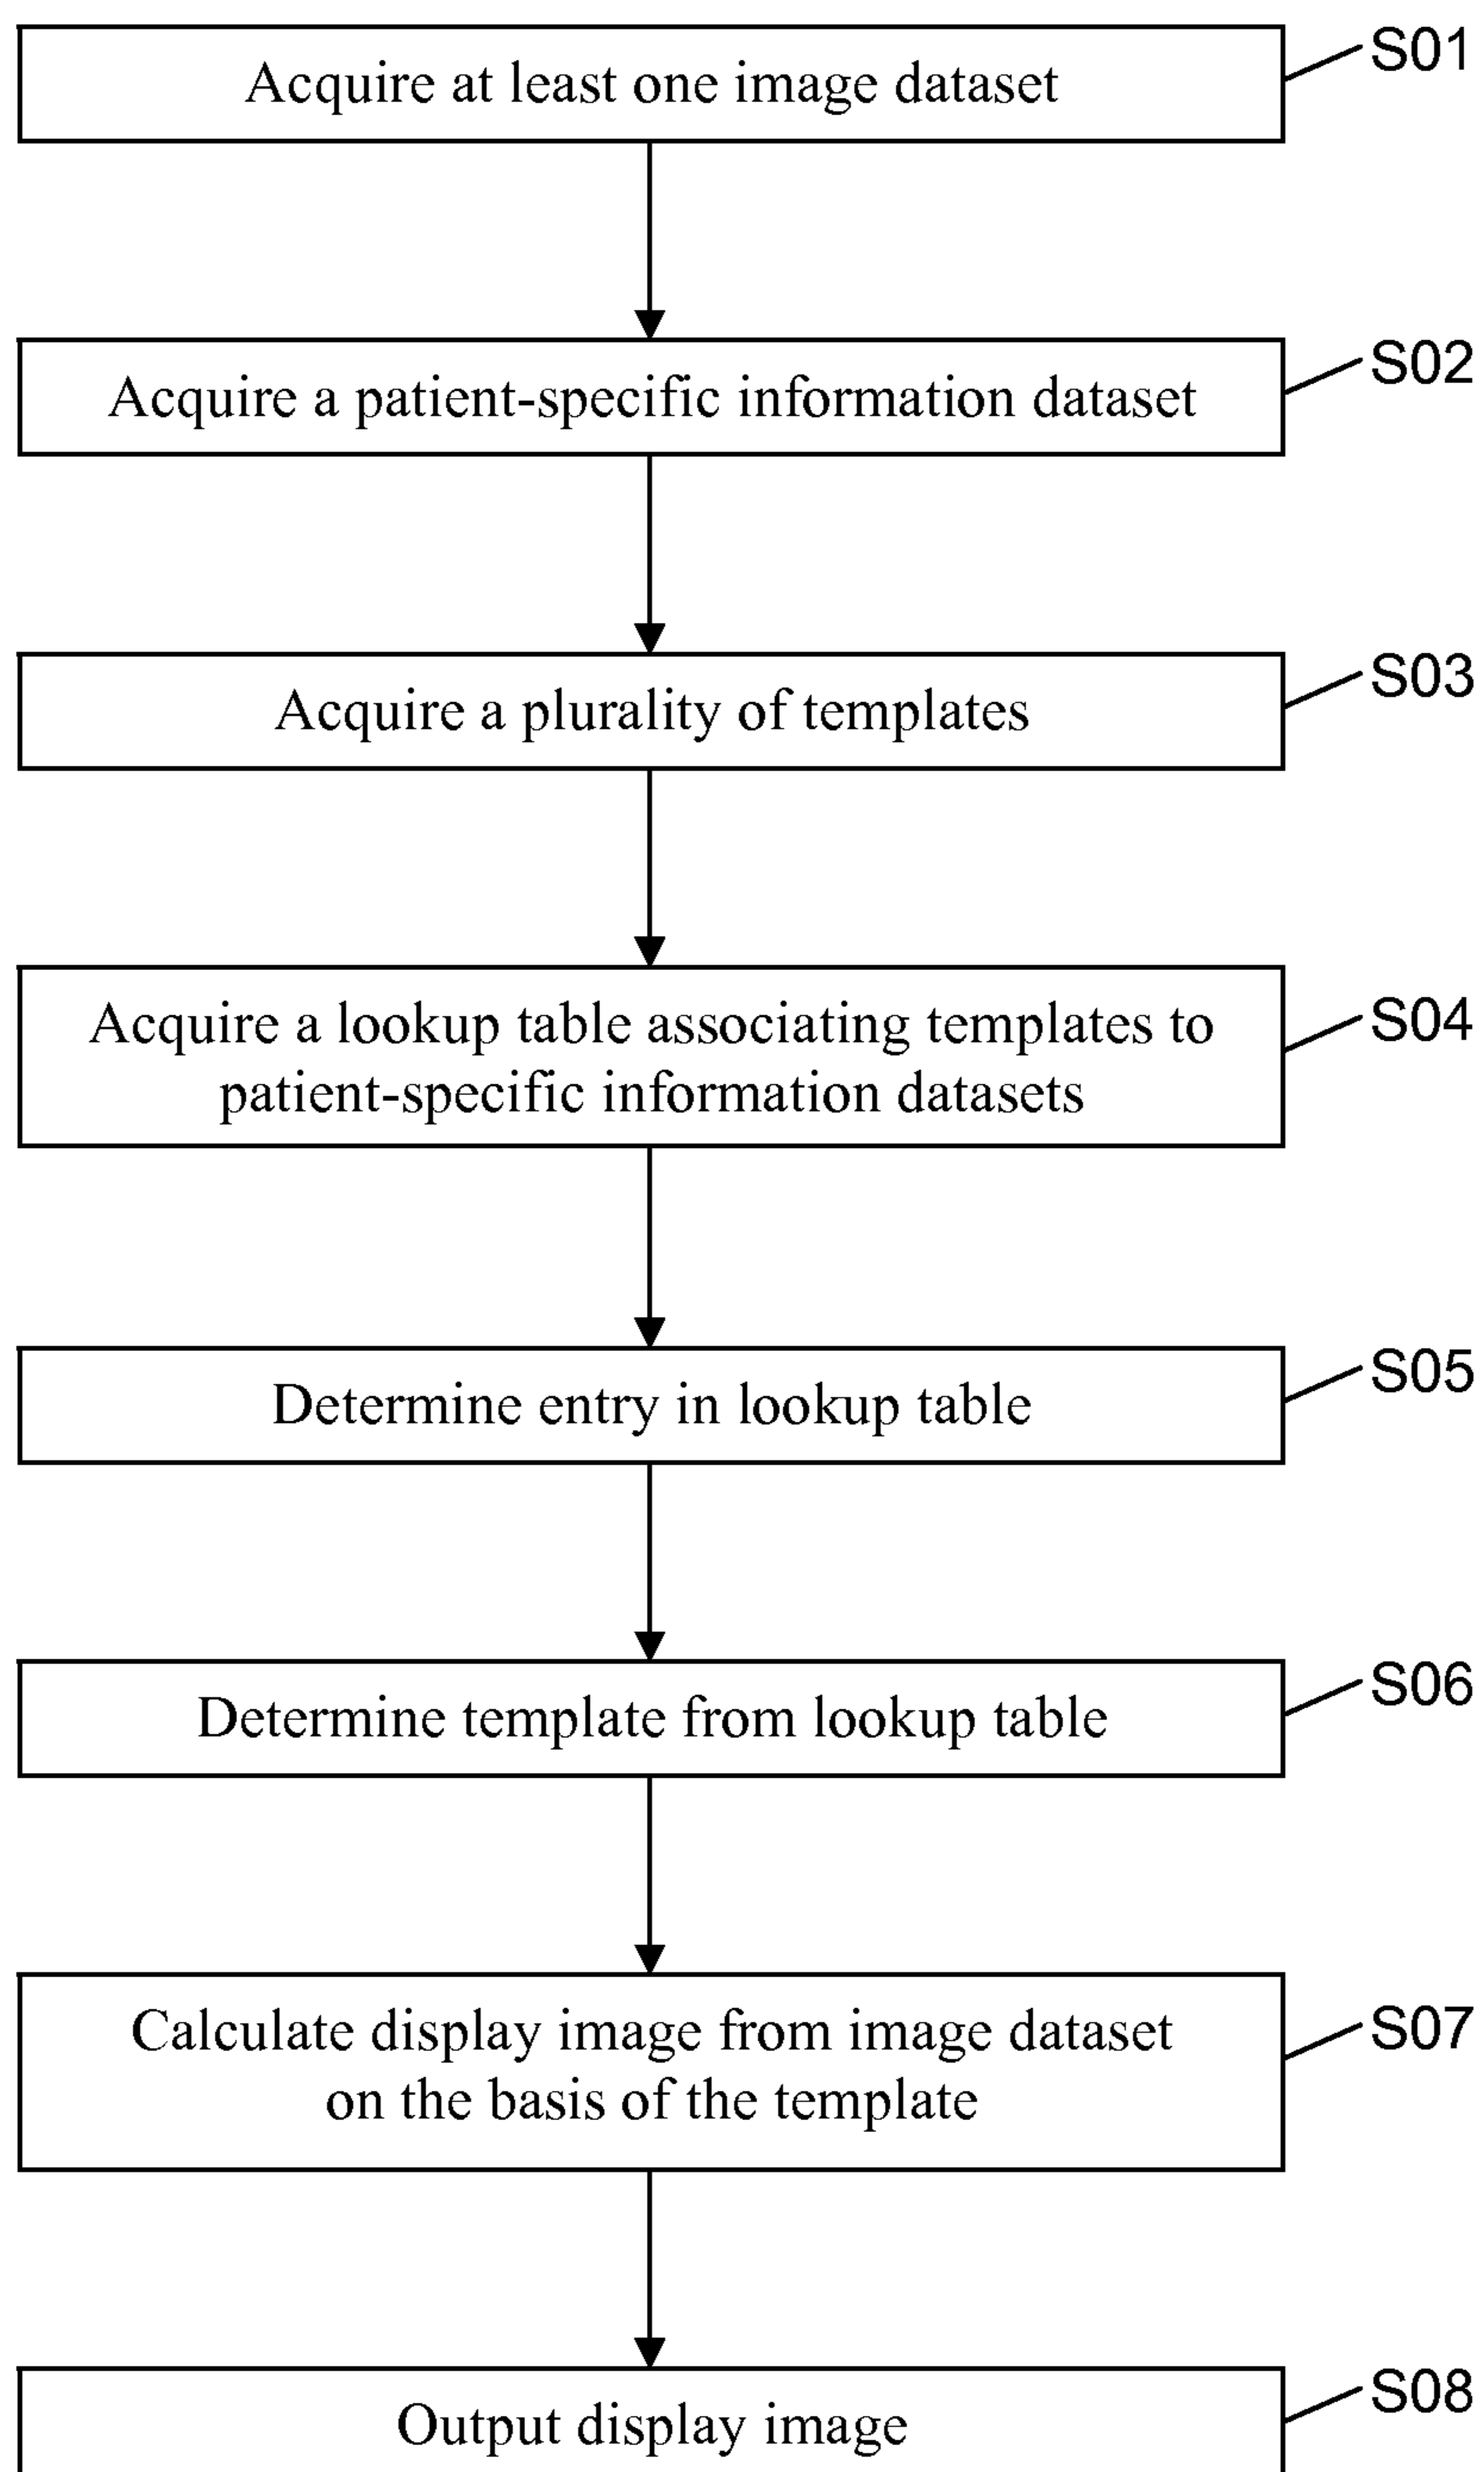 Acquire at least one image dataset
S01
Acquire a patient-specific information dataset
S02
Acquire a plurality of templates
S03
Acquire a lookup table associating templates to
patient-specific information datasets
S04
Determine entry in lookup table
S05
Determine template from lookup table
S06
Calculate display image from image dataset
on the basis of the template
S07
Output display image
S08